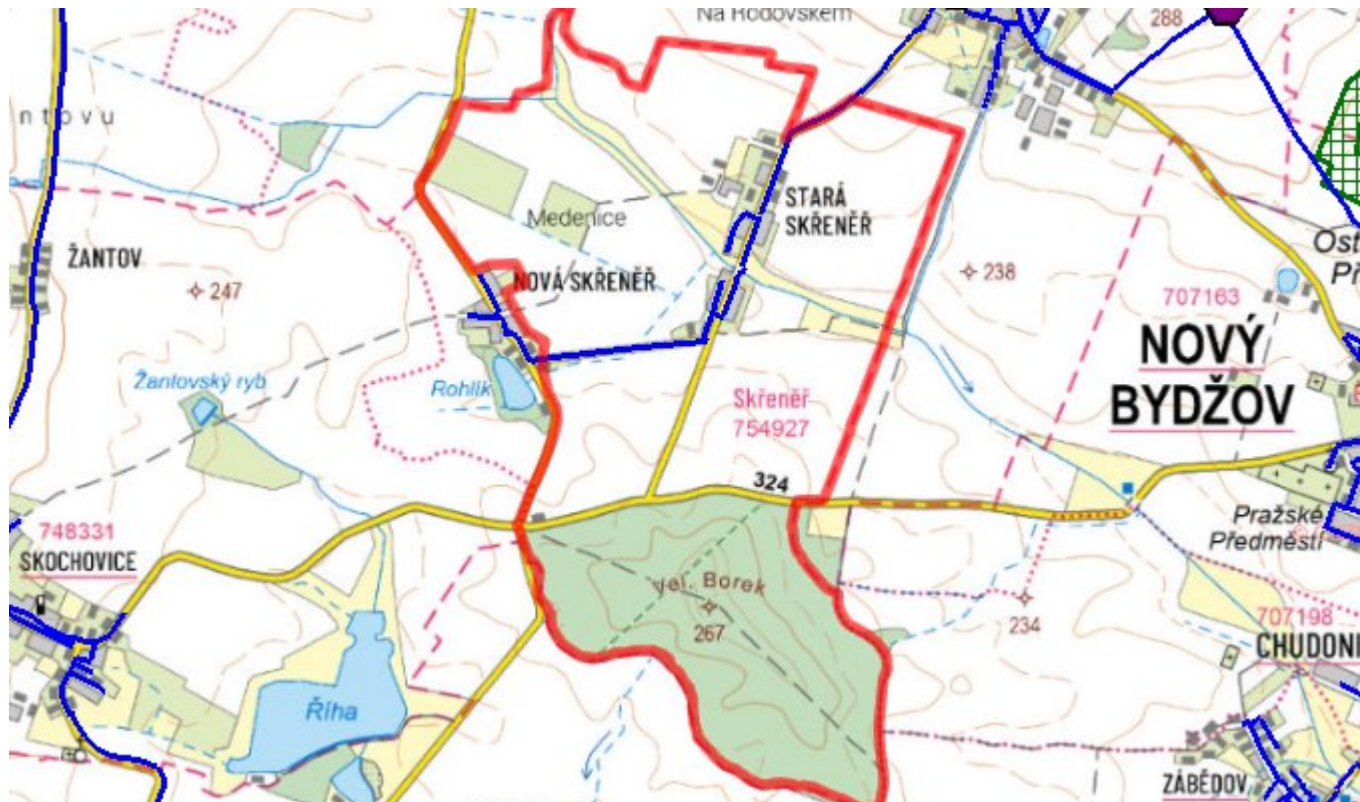 Na Rodovském
288
ntovu
STARÁ
SKŘENĚŘ
Medenice
ŽANTOV
247
NOVÁ SKŘENĚŘ
238
707163
NOVÝ
BYDŽOV
Žantovský ryb
Rohlík
Skřeněř
754927
324
748331
SKOCHOVICE
Pražské
Předměstí
Vel. Borek
267
234
707198
CHUDONI
Říha
ZÁBĚDOV